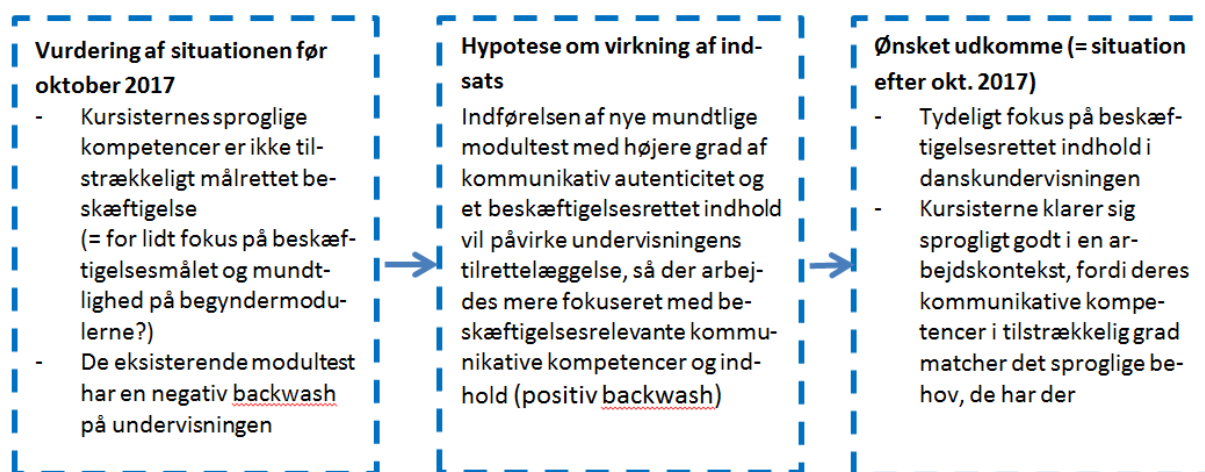 Vurdering af situationen før
oktober 2017
- Kursisternes sproglige
kompetencer er ikke til-
strækkeligt målrettet be-
skæftigelse
(= for lidt fokus på beskæf-
tigelsesmålet og mundt-
lighed på begyndermodu-
lerne?)
- De eksisterende modultest
har en negativ backwash
på undervisningen
Hypotese om virkning af ind-
sats
Indførelsen af nye mundtlige
modultest med højere grad af
kommunikativ autenticitet og
et beskæftigelsesrettet indhold
vil påvirke undervisningens
tilrettelæggelse, så der arbej-
des mere fokuseret med be-
skæftigelsesrelevante kommu-
nikative kompetencer og ind-
hold (positiv backwash)
Ønsket udkomme (= situation
efter okt. 2017)
- Tydeligt fokus på beskæf-
tigelsesrettet indhold i
danskundervisningen
- Kursisterne klarer sig
sprogligt godt i en ar-
bejdskontekst, fordi deres
kommunikative kompe-
tencer i tilstrækkelig grad
matcher det sproglige be-
hov, de har der